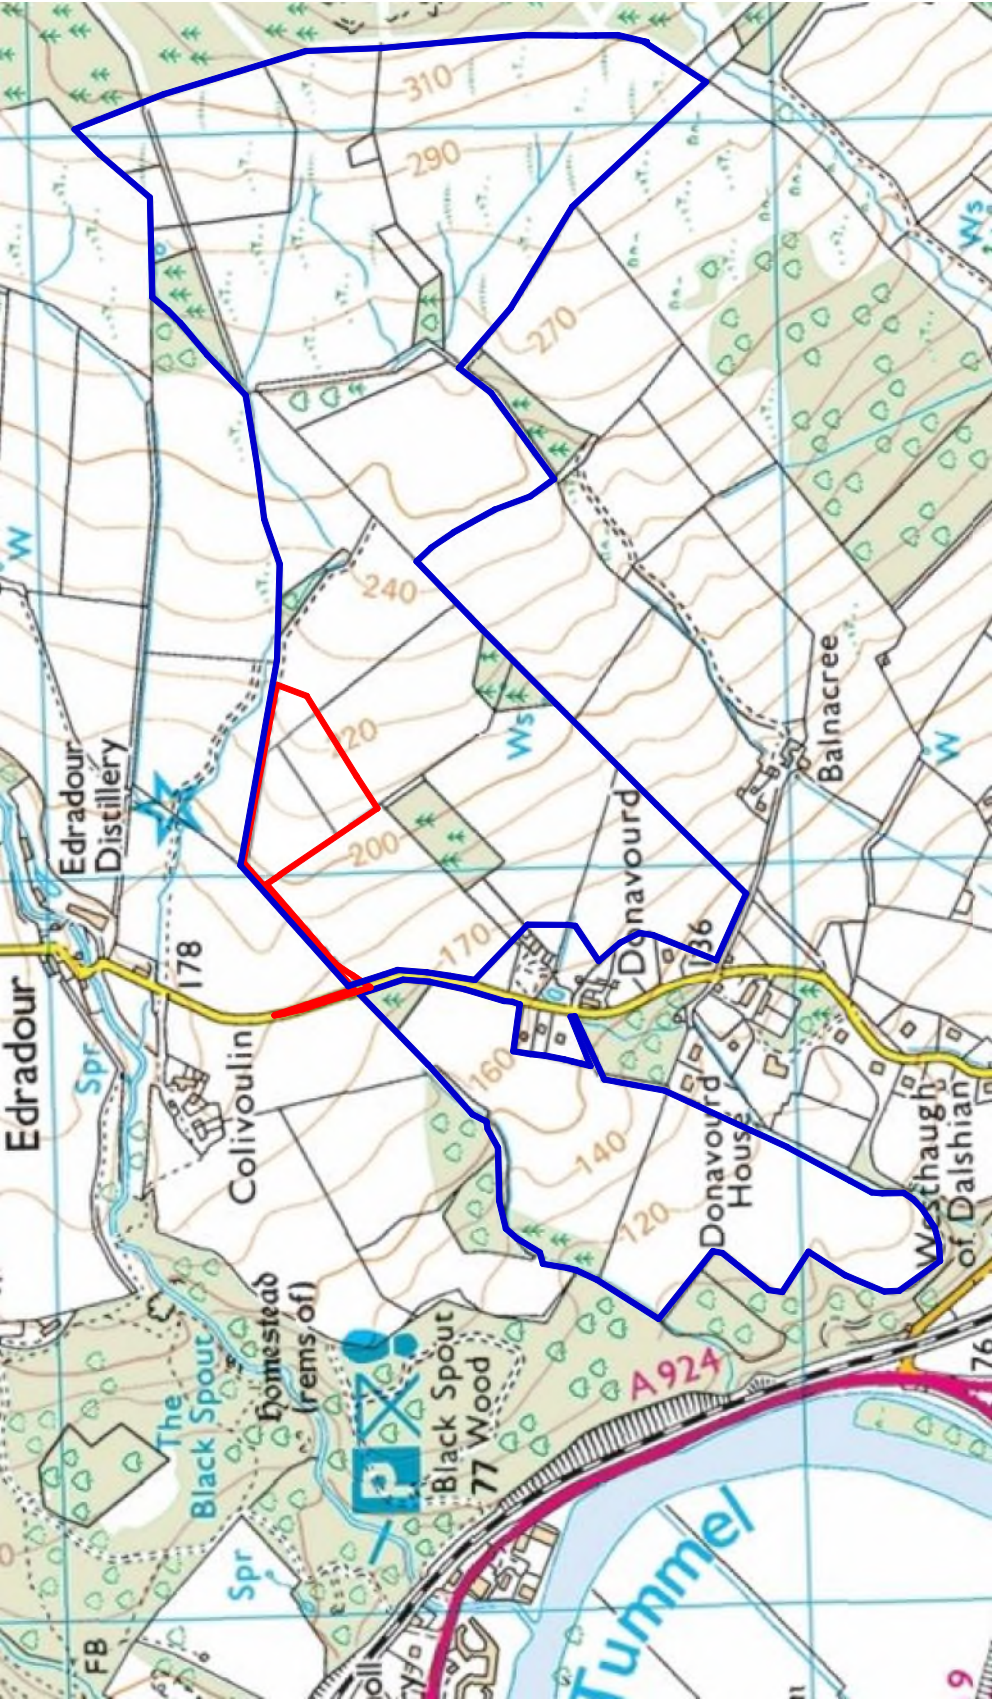 310
290
Ws
270
W
240
Balnacree
Edradour
Distillery
220
Ws
W
Donavourd
200
136
170
178
Edradour
Spr
Colivoulin
160
Donavourd
House
Westhaugh
of Dalshian
140
120
Homestead
(rems of)
The
Black Spout
Black Spout
Wood
77
P
A 924
76
Spr
Tummel
FB
9